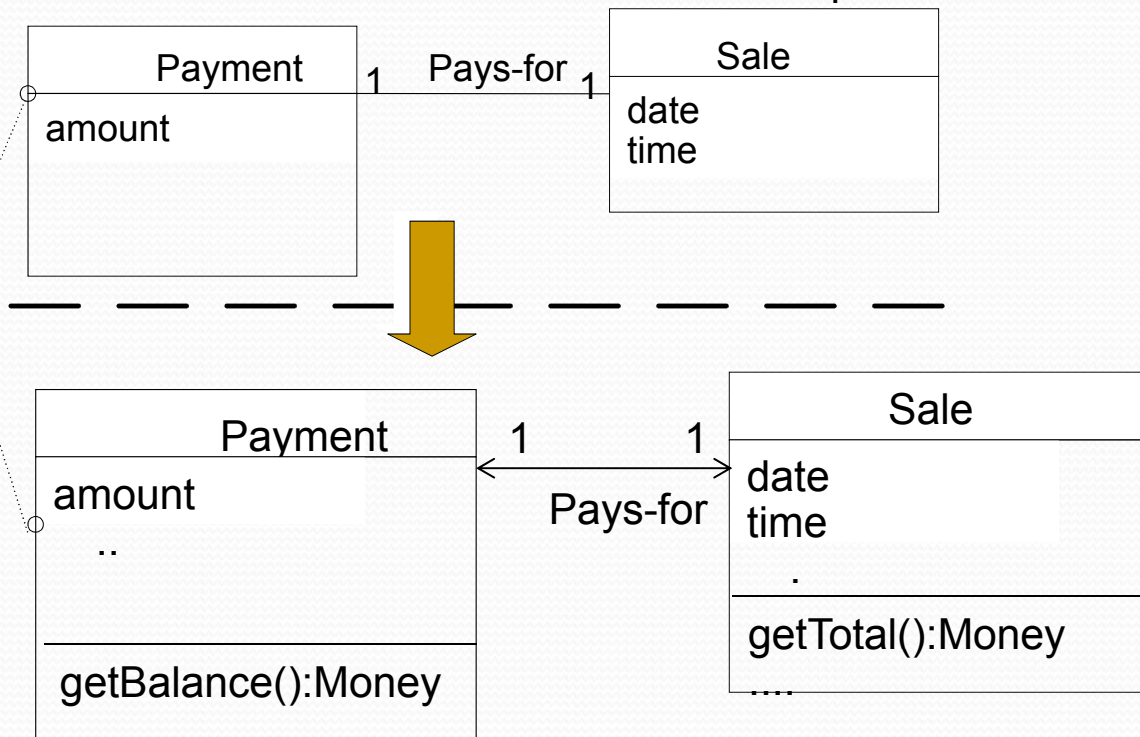 Payment
1
Pays-for
1
Sale
amount
date
time
Payment
1
1
Sale
amount
..
Pays-for
date
time
.
getBalance():Money
getTotal():Money
....